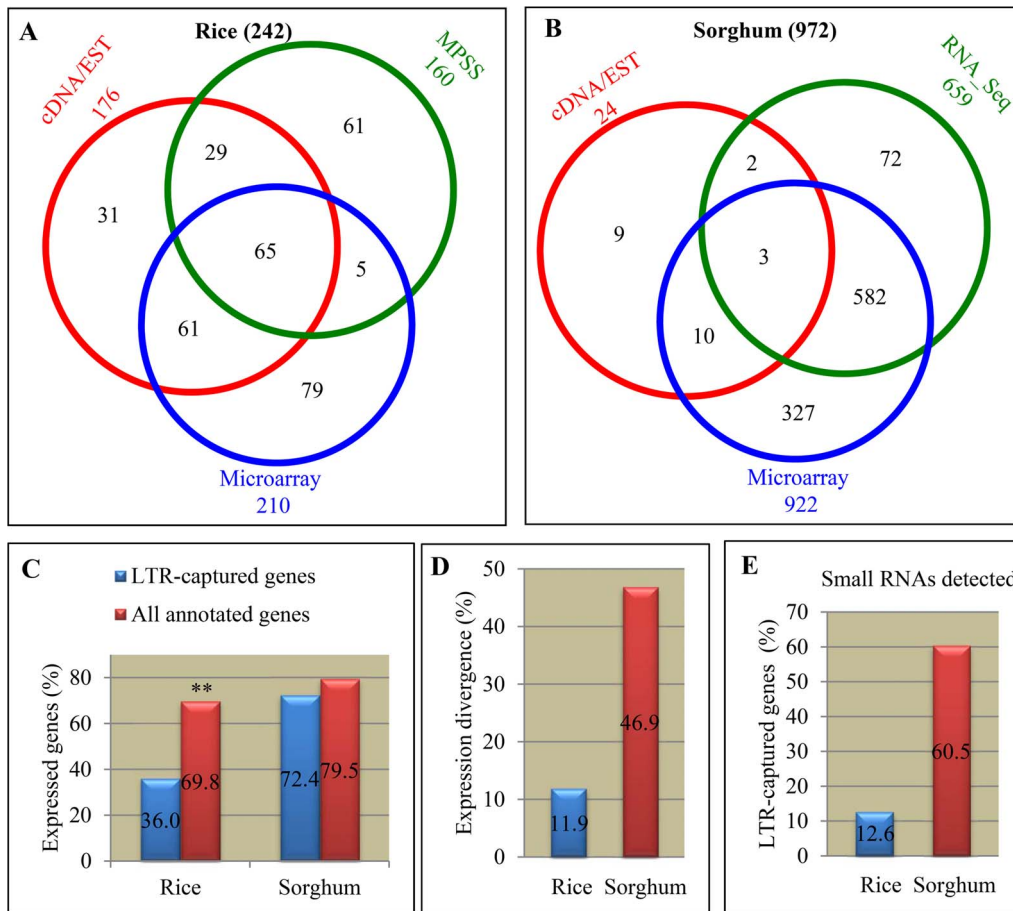 A
Rice (242)
cDNA/EST
176
MPSS
160
61
29
31
65
5
61
79
Microarray
210
B
Sorghum (972)
cDNA/EST
24
RNA_Seq
659
2
72
9
3
582
10
327
Microarray
922
C
LTR-captured genes
All annotated genes
Expressed genes (%)
80
60
40
20
0
**
36.0
69.8
72.4
79.5
Rice
Sorghum
D
Expression divergence (%)
50
40
30
20
10
0
11.9
46.9
Rice Sorghum
E
Small RNAs detected
LTR-captured genes (%)
70
60
50
40
30
20
10
0
12.6
60.5
Rice Sorghum